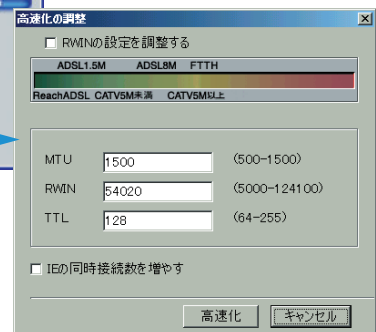 高速化の調整
RWINの設定を調整する
ADSL1.5M ADSL8M FTTH
ReachADSL CATV5M未満 CATV5M以上
MTU 1500 (500-1500)
RWIN 54020 (5000-124100)
TTL 128 (64-255)
IEの同時接続数を増やす
高速化 キャンセル